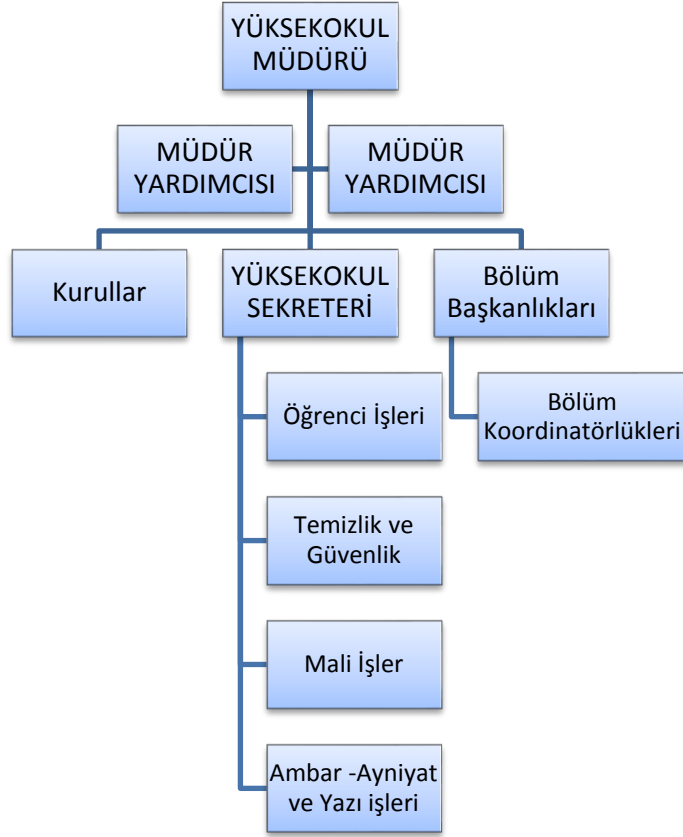 YÜKSEKOKUL
MÜDÜRÜ
MÜDÜR
YARDIMCISI
MÜDÜR
YARDIMCISI
Kurullar
YÜKSEKOKUL
SEKRETERİ
Bölüm
Başkanlıkları
Öğrenci İşleri
Bölüm
Koordinatörlükleri
Temizlik ve
Güvenlik
Mali İşler
Ambar -Ayniyat
ve Yazı işleri